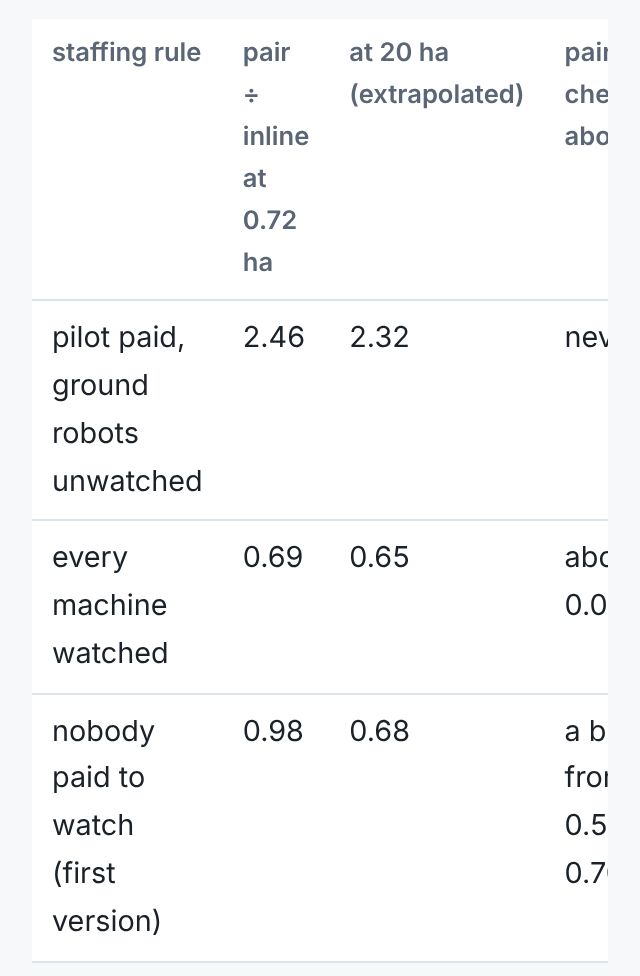 staffing rule
pair
÷
inline
at
0.72
ha
at 20 ha
(extrapolated)
pilot paid,
ground
robots
unwatched
2.46
2.32
every
machine
watched
0.69
0.65
nobody
paid to
watch
(first
version)
0.98
0.68
a